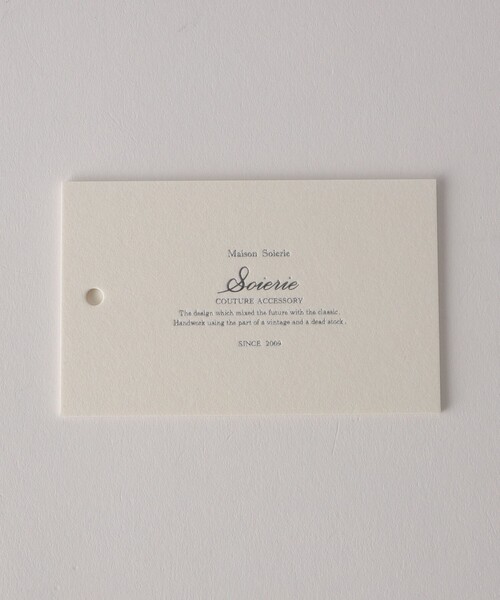 Maison Soierie
Soierie
COUTURE ACCESSORY
The design which mixed the future with the classic.
Handwork using the part of a vintage and a dead stock.
SINCE 2009